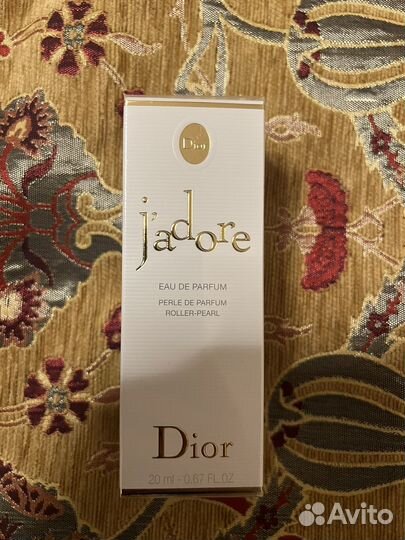 Dior
j'adore
EAU DE PARFUM
PERLE DE PARFUM
ROLLER-PEARL
Dior
20 ml - 0.67 FL.OZ
Avito